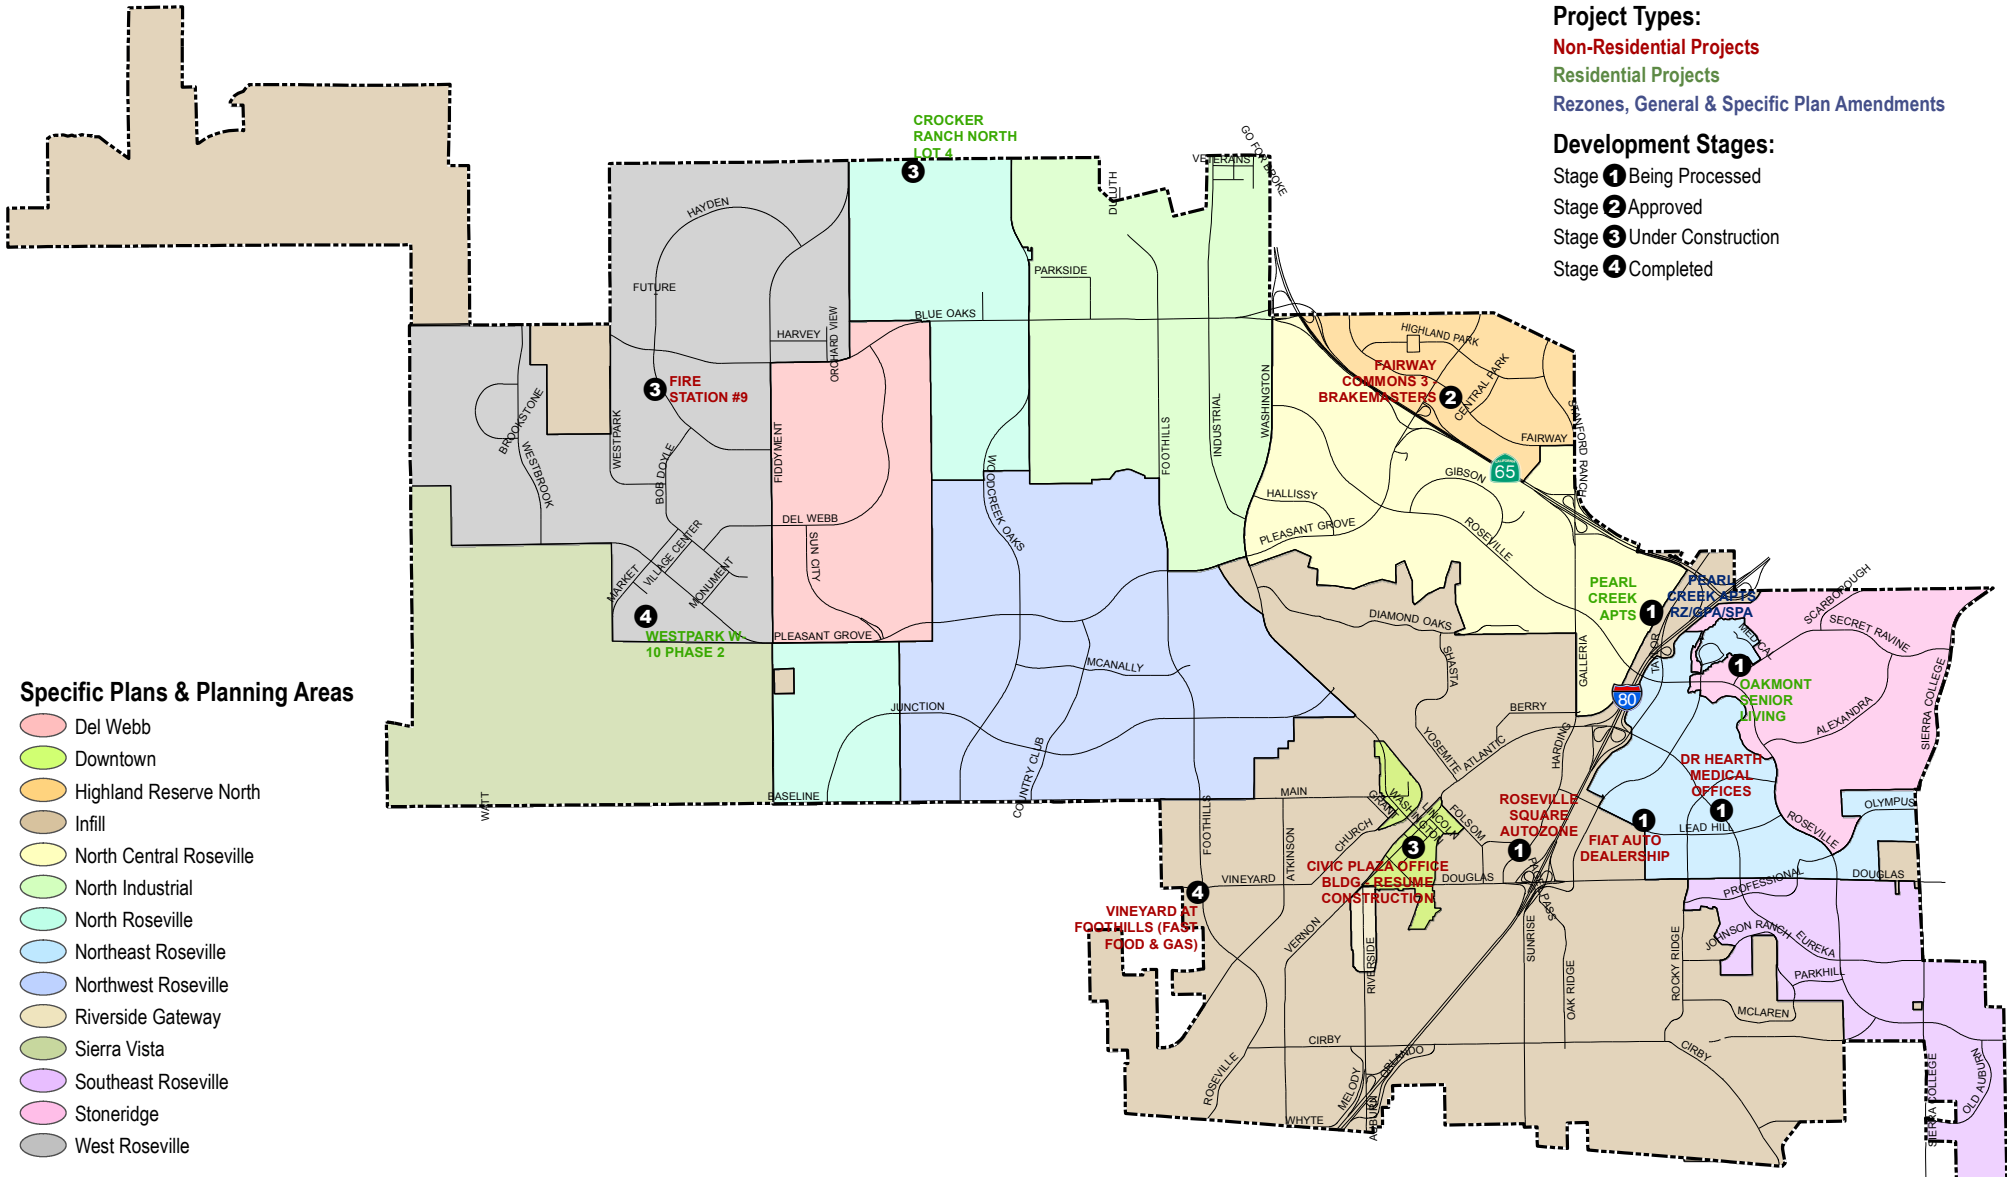 Project Types:
Non-Residential Projects
Residential Projects
Rezones, General & Specific Plan Amendments
Development Stages:
Stage 1 Being Processed
Stage 2 Approved
Stage 3 Under Construction
Stage 4 Completed
CROCKER
RANCH NORTH
LOT 4
3
GO FOR BROKE
VETERANS
DULUTH
HAYDEN
FUTURE
PARKSIDE
BLUE OAKS
HARVEY
ORCHARD VIEW
HIGHLAND PARK
FAIRWAY
COMMONS 3 -
BRAKEMASTERS
2
CENTRAL PARK
3
FIRE
STATION #9
BROOKSTONE
WESTBROOK
WESTPARK
BOB DOYLE
FIDDYMENT
WASHINGTON
INDUSTRIAL
FOOTHILLS
STANFORD RANCH
FAIRWAY
CALIFORNIA
65
GIBSON
HALLISSY
PLEASANT GROVE
ROSEVILLE
WOODCREEK OAKS
DEL WEBB
SUN CITY
VILLAGE CENTER
MARKET
MONUMENT
4
WESTPARK W-
10 PHASE 2
PLEASANT GROVE
PEARL
CREEK
APTS
1
PEARL
CREEK APTS
RZ/GPA/SPA
SCARBOROUGH
SECRET RAVINE
MEDICAL
DIAMOND OAKS
SHASTA
GALLERIA
TAYLOR
MCANALLY
1
OAKMONT
SENIOR
LIVING
ALEXANDRA
SIERRA COLLEGE
80
JUNCTION
BERRY
YOSEMITE
ATLANTIC
HARDING
COUNTRY CLUB
DR HEARTH
MEDICAL
OFFICES
1
BASELINE
WATT
MAIN
GRANT
WASHINGTON
LINCOLN
FOLSOM
CHURCH
ATKINSON
FOOTHILLS
ROSEVILLE
SQUARE
AUTOZONE
1
1
FIAT AUTO
DEALERSHIP
LEAD HILL
ROSEVILLE
OLYMPUS
3
CIVIC PLAZA OFFICE
BLDG - RESUME
CONSTRUCTION
VINEYARD
DOUGLAS
DOUGLAS
4
VINEYARD AT
FOOTHILLS (FAST
FOOD & GAS)
VERNON
RIVERSIDE
SUNRISE
OAK RIDGE
ROCKY RIDGE
PROFESSIONAL
JOHNSON RANCH
EUREKA
PARKHILL
MCLAREN
CIRBY
CIRBY
ORLANDO
MELODY
ROSEVILLE
WHYTE
AUBURN
SIERRA COLLEGE
OLD AUBURN
Specific Plans & Planning Areas
Del Webb
Downtown
Highland Reserve North
Infill
North Central Roseville
North Industrial
North Roseville
Northeast Roseville
Northwest Roseville
Riverside Gateway
Sierra Vista
Southeast Roseville
Stoneridge
West Roseville